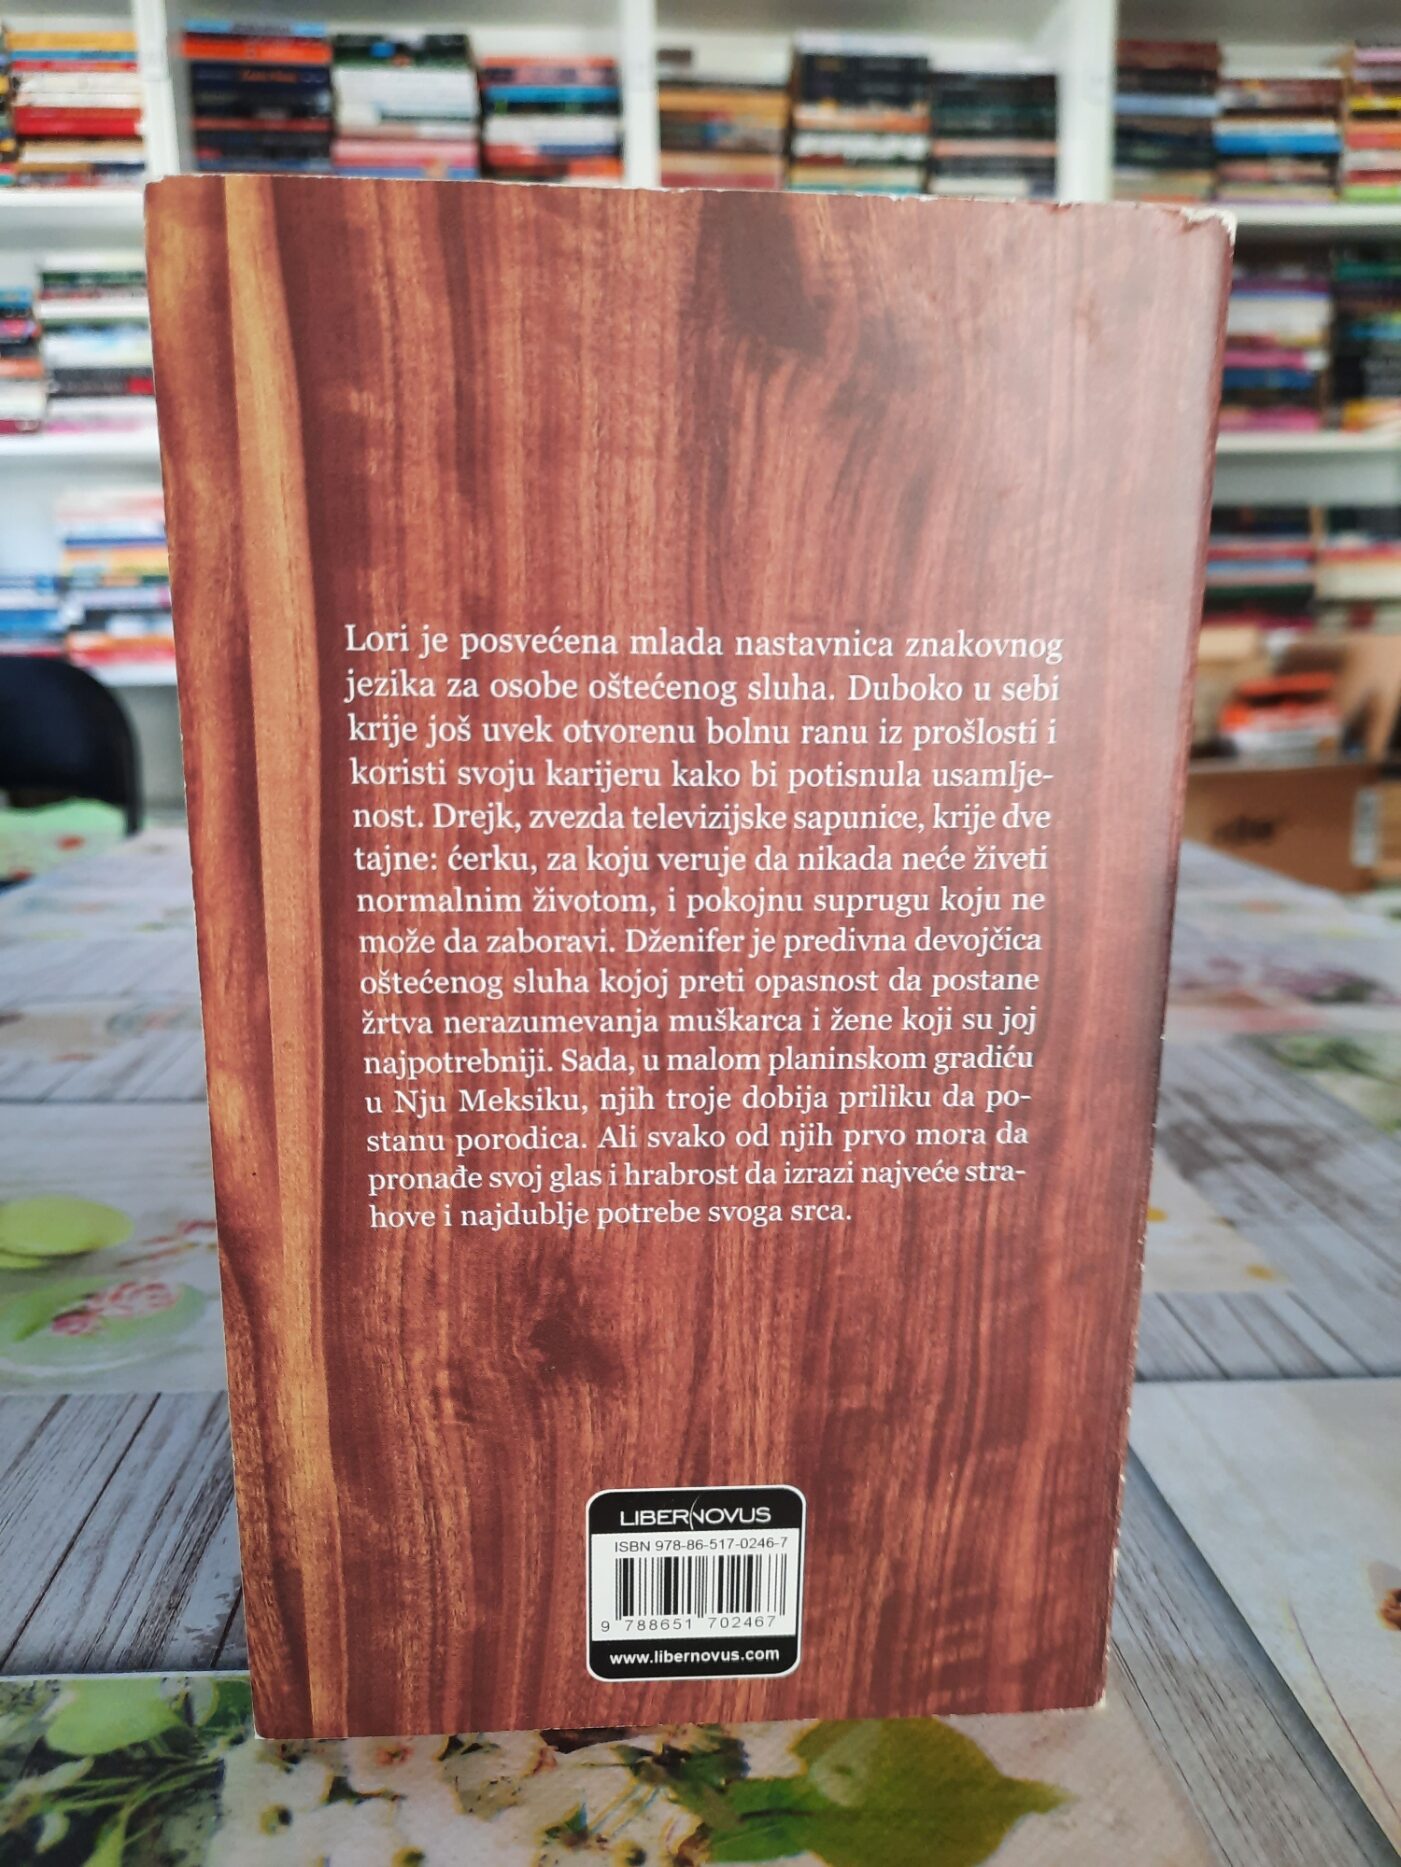 Lori je posvećena mlada nastavnica znakovnog
jezika za osobe oštećenog sluha. Duboko u sebi
krije još uvek otvorenu bolnu ranu iz prošlosti i
koristi svoju karijeru kako bi potisnula usamlje-
nost. Drejk, zvezda televizijske sapunice, krije dve
tajne: ćerku, za koju veruje da nikada neće živeti
normalnim životom, i pokojnu suprugu koju ne
može da zaboravi. Dženifer je predivna devojčica
oštećenog sluha kojoj preti opasnost da postane
žrtva nerazumevanja muškarca i žene koji su joj
najpotrebniji. Sada, u malom planinskom gradiću
u Nju Meksiku, njih troje dobija priliku da po-
stanu porodica. Ali svako od njih prvo mora da
pronađe svoj glas i hrabrost da izrazi najveće stra-
hove i najdublje potrebe svoga srca.
LIBERNOVUS
ISBN 978-86-517-0246-7
9 788651 702467
www.libernovus.com